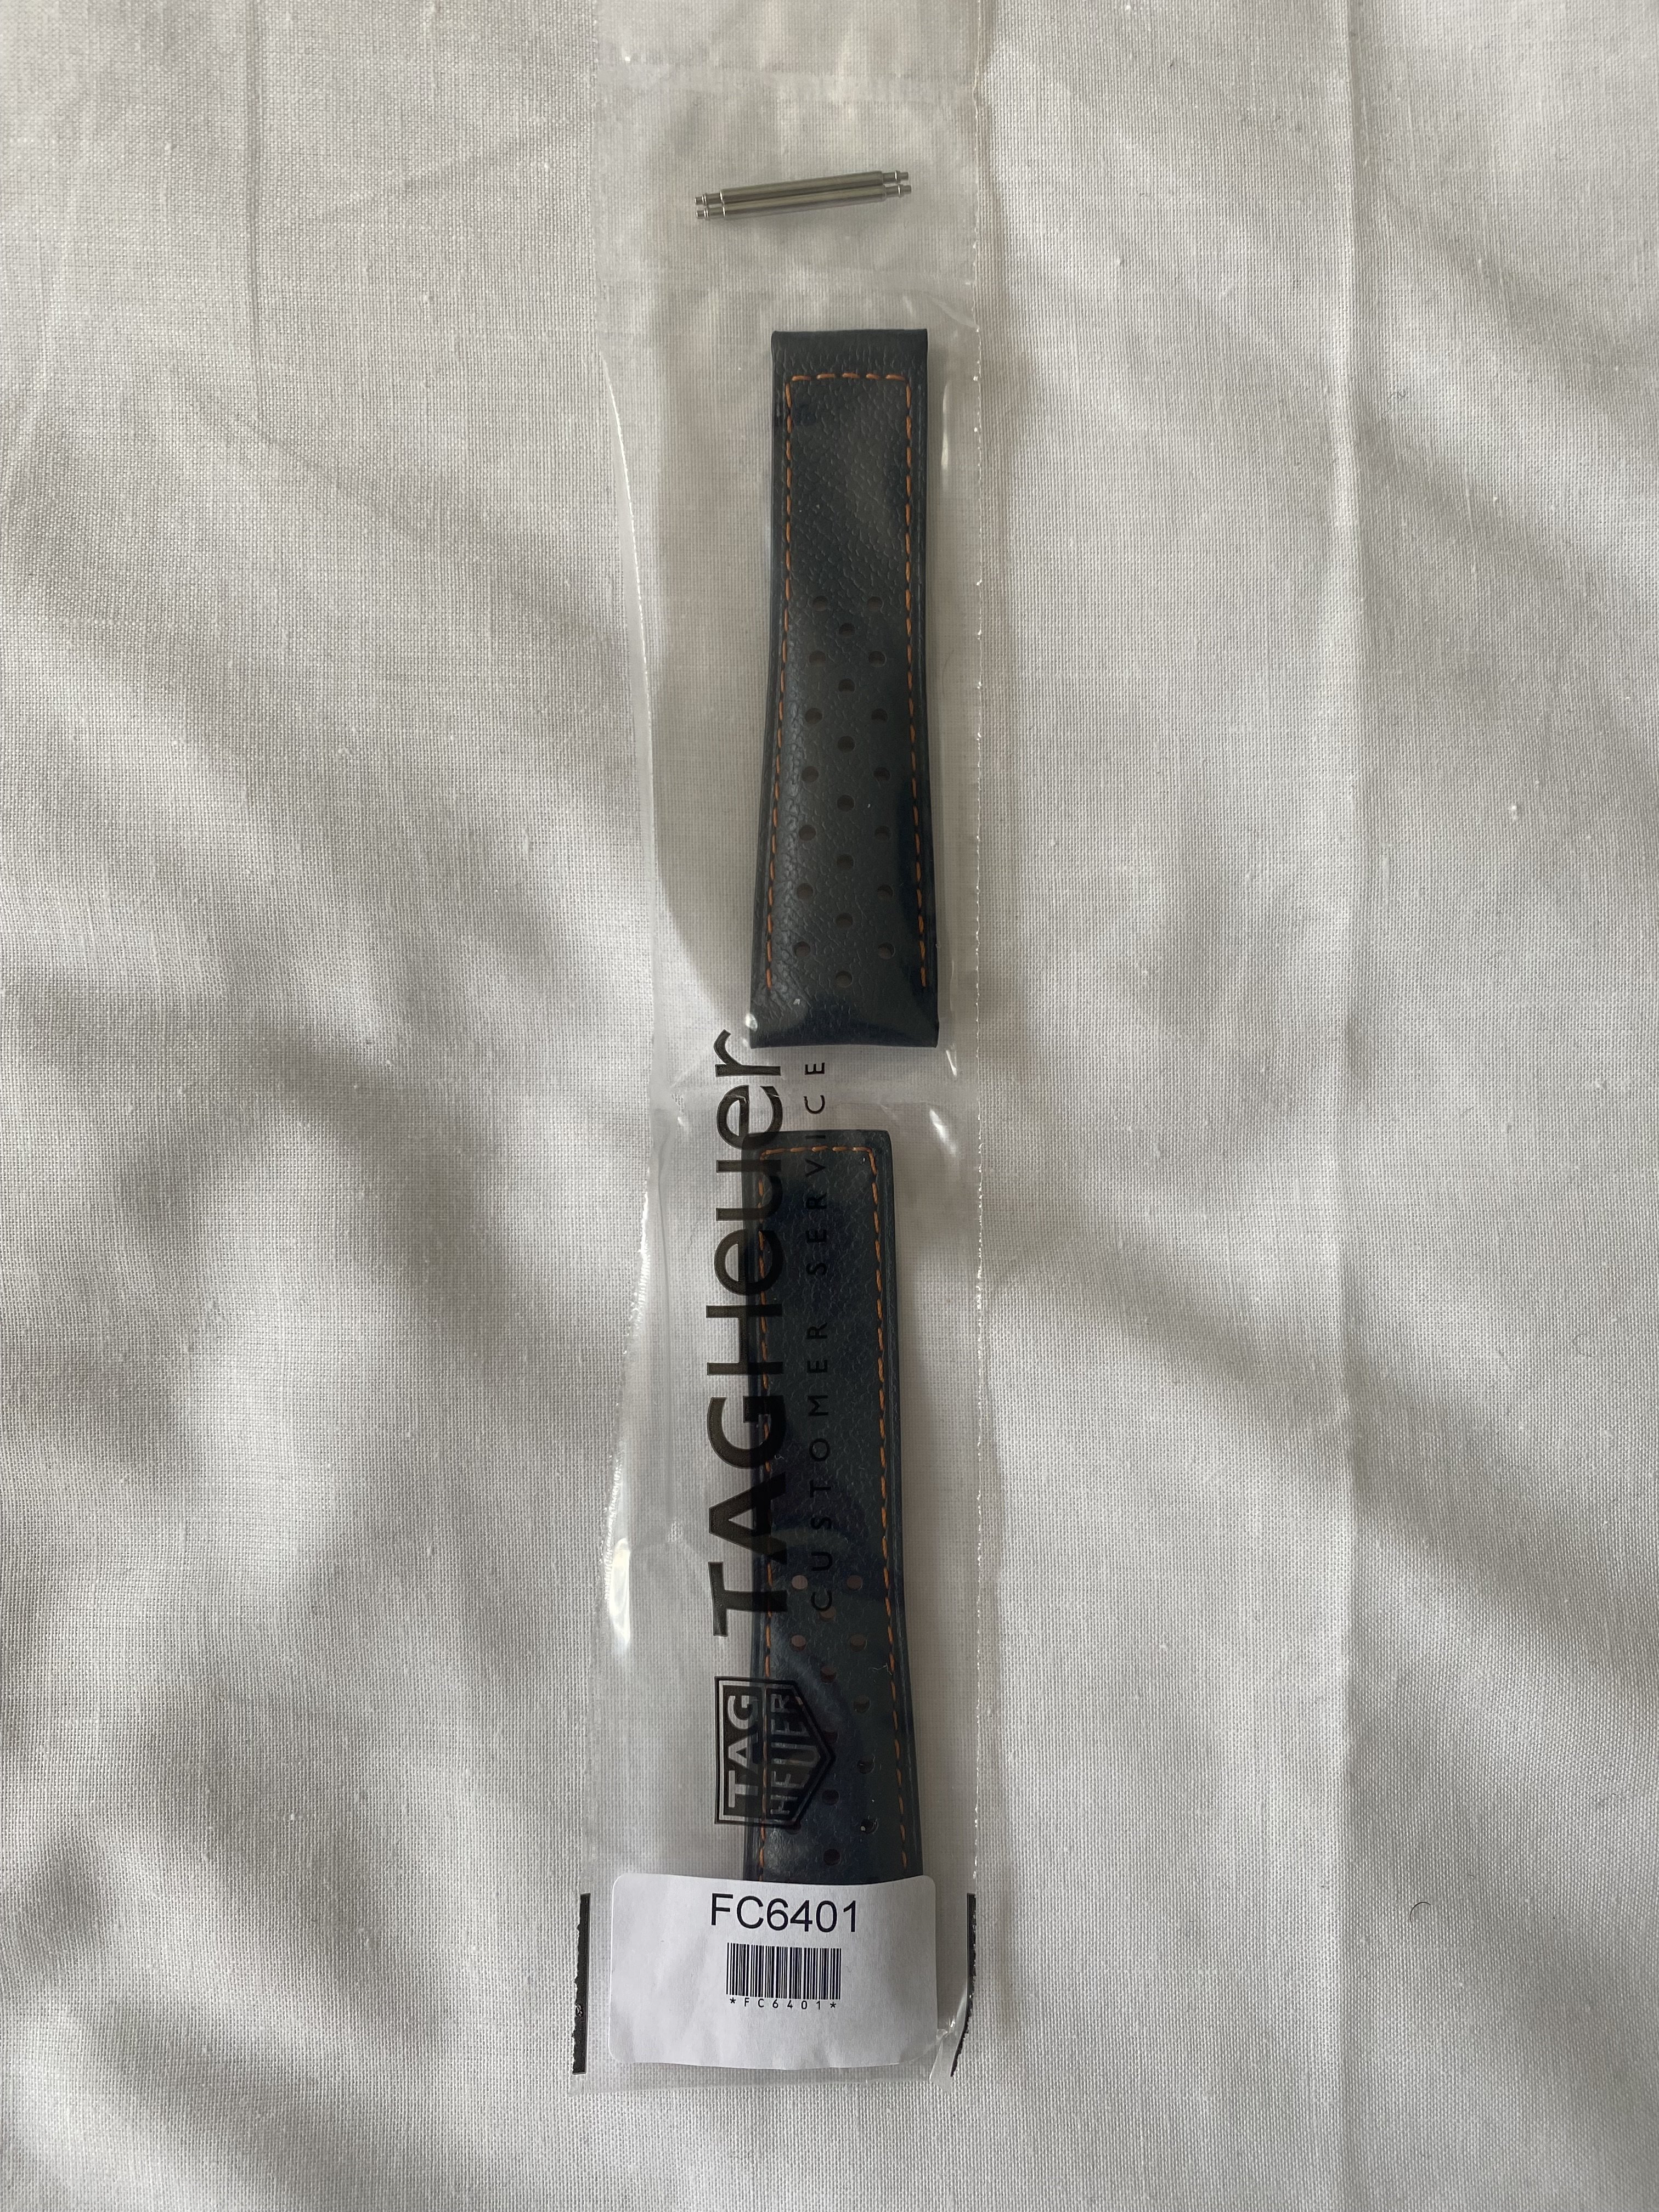 TAGHeuer
CUSTOMER SERVICE
TAG
HEUER
FC6401
*FC6401*